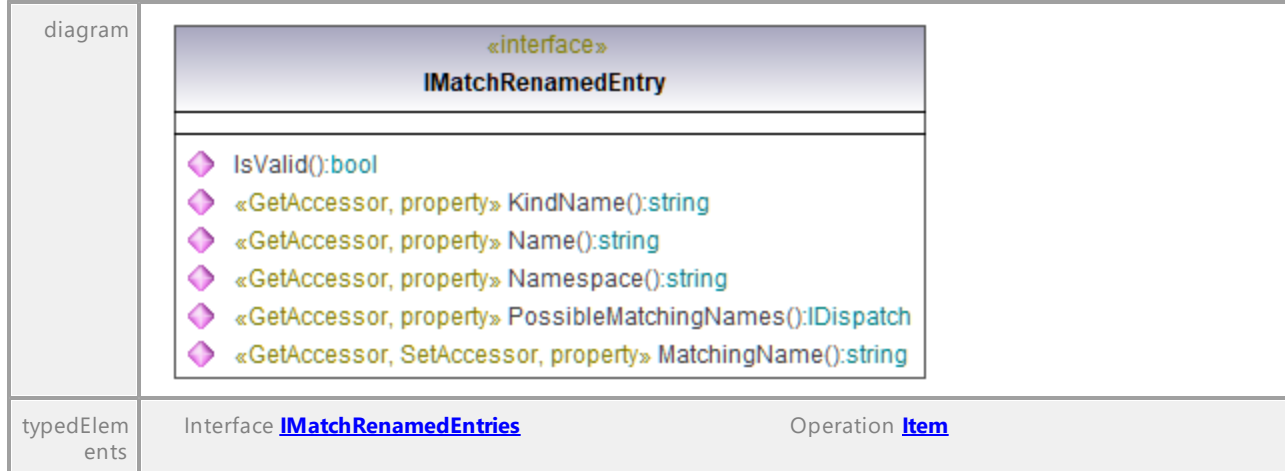 diagram
«interface»
IMatchRenamedEntry
IsValid():bool
«GetAccessor, property» KindName():string
«GetAccessor, property» Name():string
«GetAccessor, property» Namespace():string
«GetAccessor, property» PossibleMatchingNames():IDispatch
«GetAccessor, SetAccessor, property» MatchingName():string
typedElem
ents
Interface IMatchRenamedEntries Operation Item